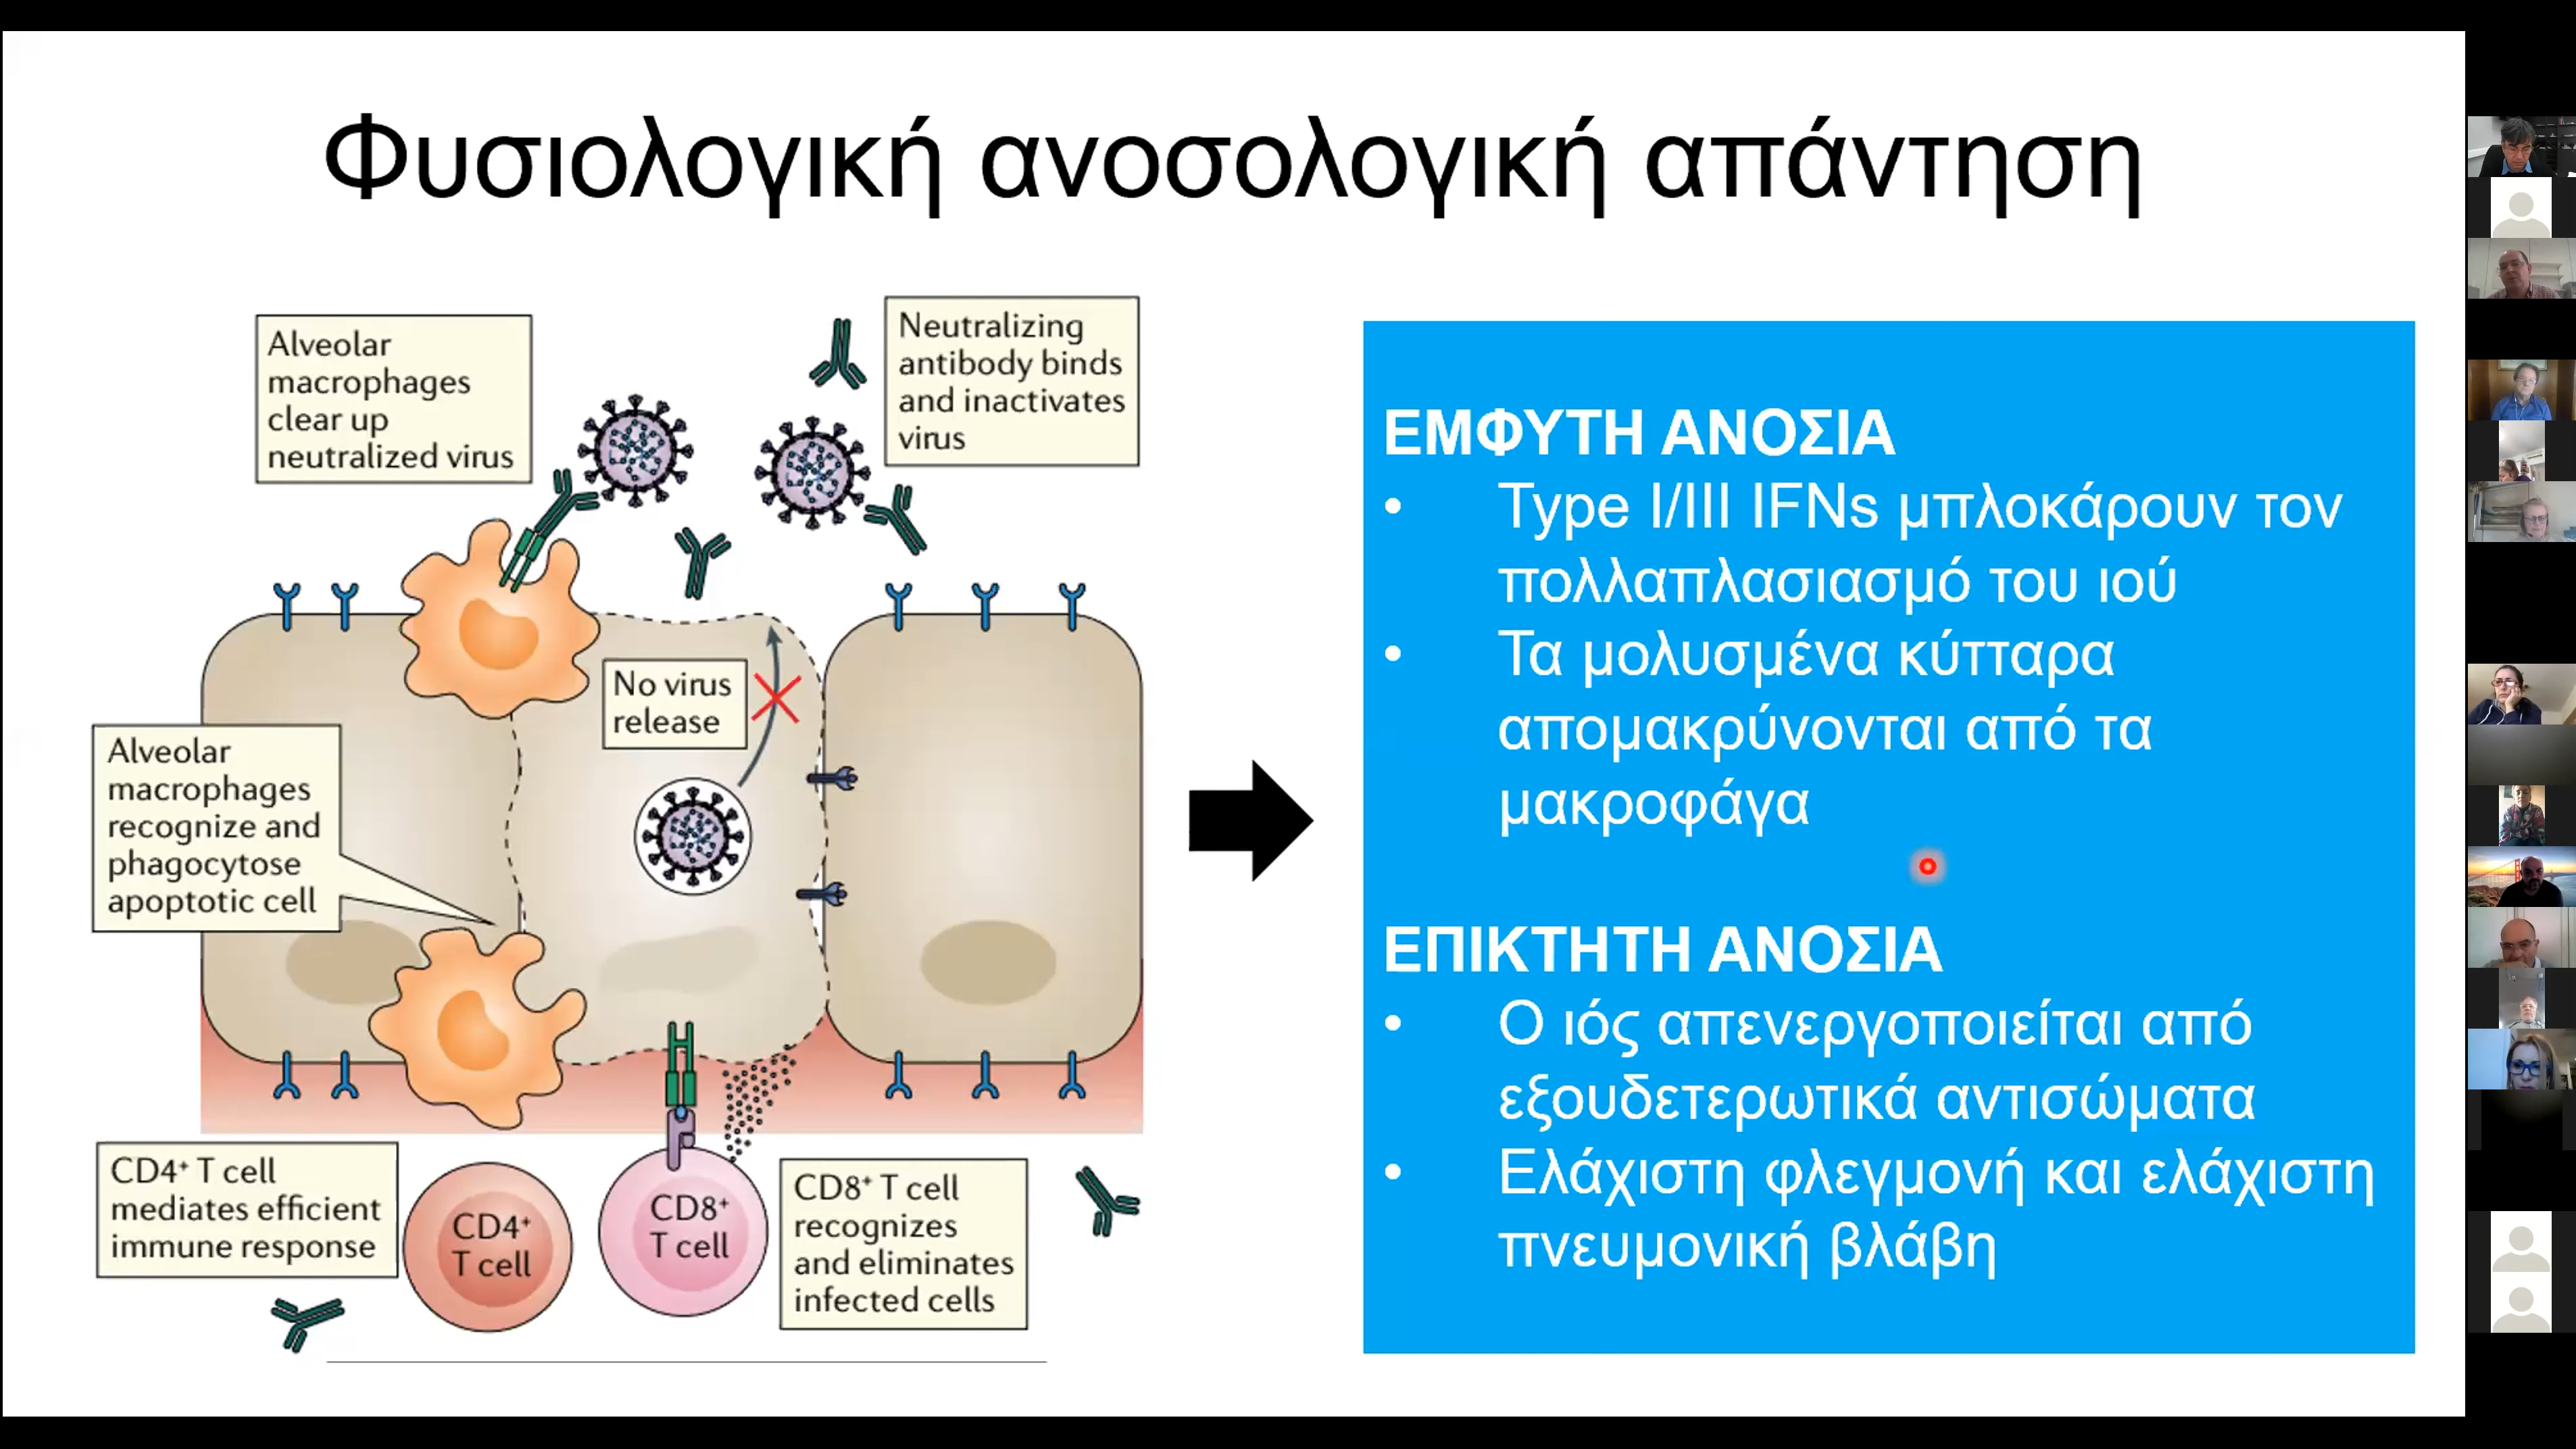 Φυσιολογική ανοσολογική απάντηση
Alveolar
macrophages
clear up
neutralized virus
Neutralizing
antibody binds
and inactivates
virus
No virus
release
Alveolar
macrophages
recognize and
phagocytose
apoptotic cell
CD4⁺ T cell
mediates efficient
immune response
CD4⁺
T cell
CD8⁺
T cell
CD8⁺ T cell
recognizes
and eliminates
infected cells
ΕΜΦΥΤΗ ΑΝΟΣΙΑ
• Type I/III IFNs μπλοκάρουν τον
πολλαπλασιασμό του ιού
• Τα μολυσμένα κύτταρα
απομακρύνονται από τα
μακροφάγα
ΕΠΙΚΤΗΤΗ ΑΝΟΣΙΑ
• Ο ιός απενεργοποιείται από
εξουδετερωτικά αντισώματα
• Ελάχιστη φλεγμονή και ελάχιστη
πνευμονική βλάβη